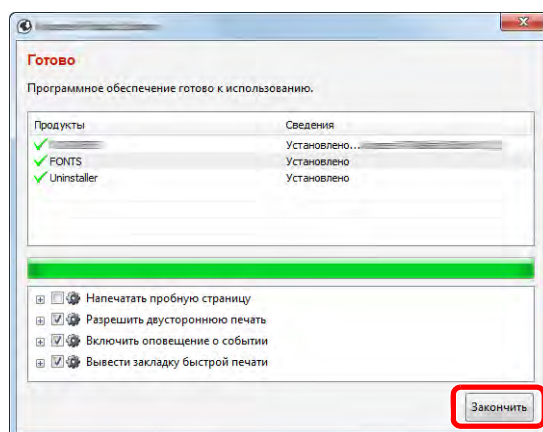 Готово
Программное обеспечение готово к использованию.
Продукты Сведения
Установлено...
FONTS Установлено
Uninstaller Установлено
Напечатать пробную страницу
Разрешить двустороннюю печать
Включить оповещение о событии
Вывести закладку быстрой печати
Закончить